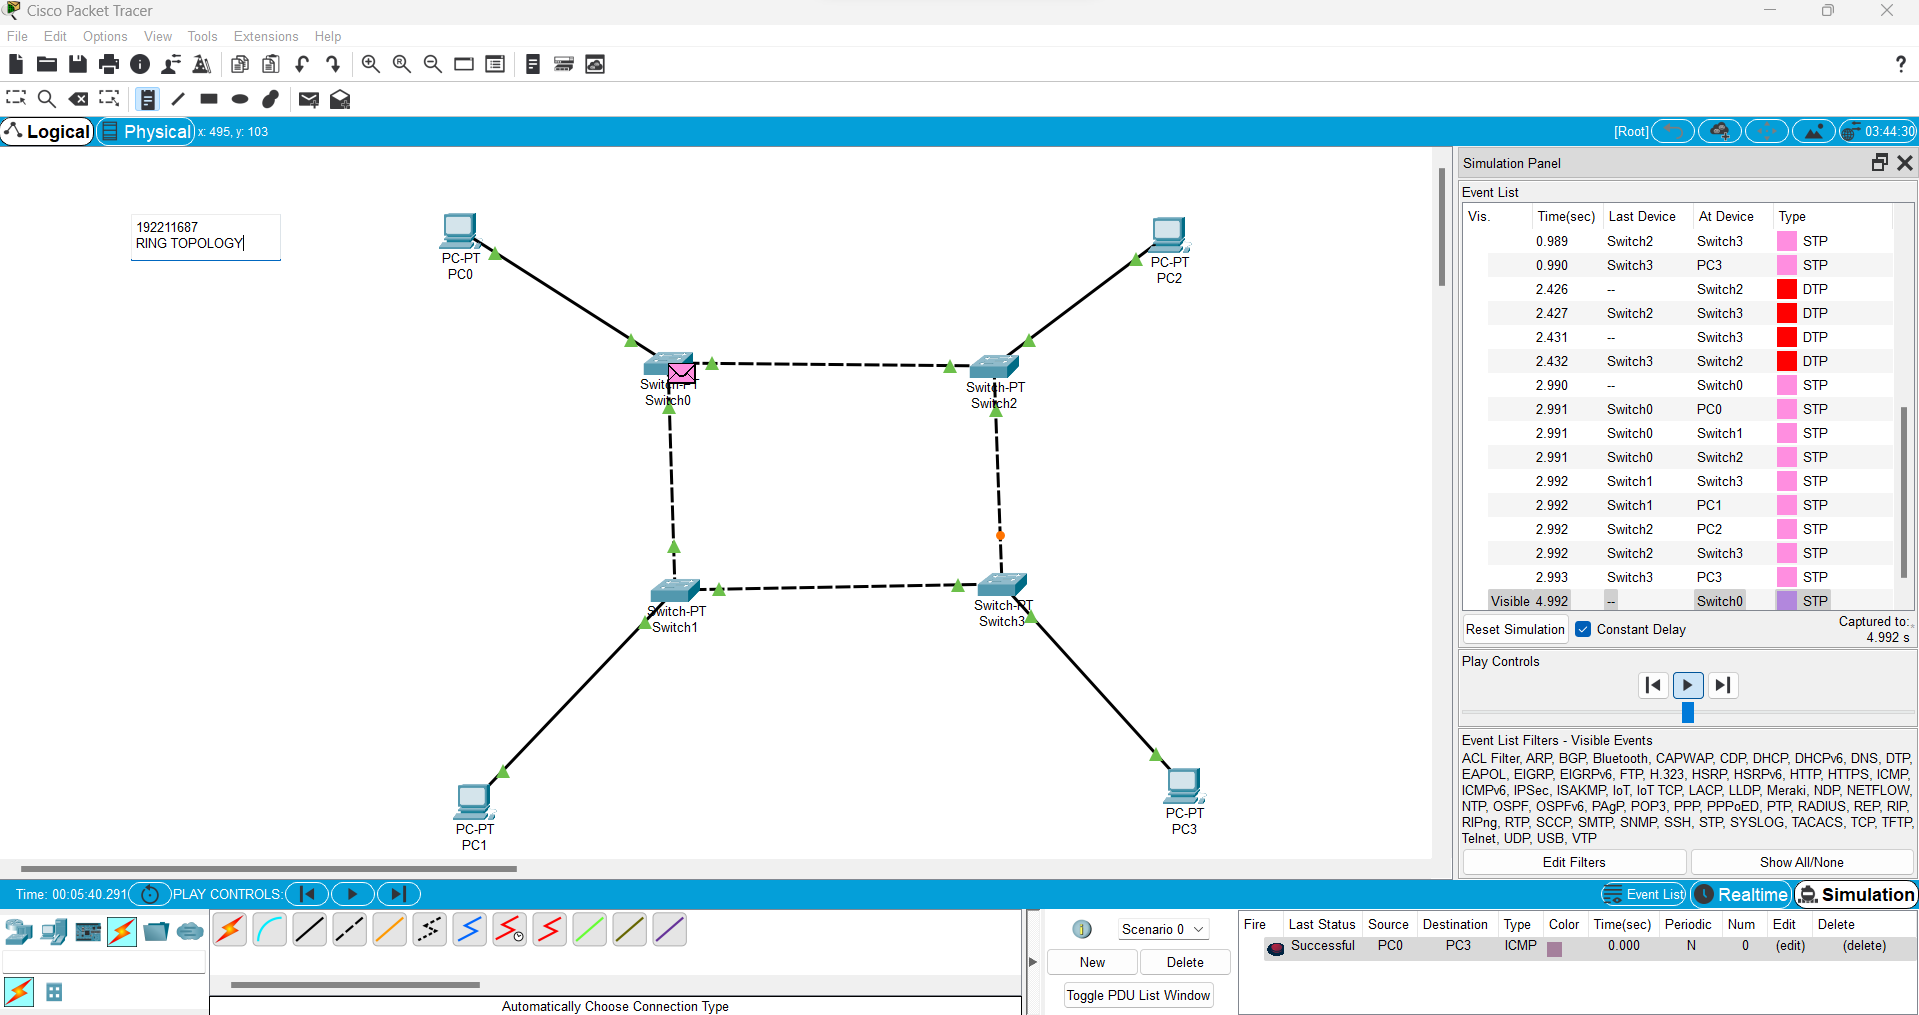 Cisco Packet Tracer
File Edit Options View Tools Extensions Help
Logical Physical x: 495, y: 103 [Root] 03:44:30
192211687
RING TOPOLOGY
PC-PT
PC0
PC-PT
PC2
Switch-PT
Switch0
Switch-PT
Switch2
Switch-PT
Switch1
Switch-PT
Switch3
PC-PT
PC1
PC-PT
PC3
Simulation Panel
Event List
Vis. Time(sec) Last Device At Device Type
0.989 Switch2 Switch3 STP
0.990 Switch3 PC3 STP
2.426 -- Switch2 DTP
2.427 Switch2 Switch3 DTP
2.431 -- Switch3 DTP
2.432 Switch3 Switch2 DTP
2.990 -- Switch0 STP
2.991 Switch0 PC0 STP
2.991 Switch0 Switch1 STP
2.991 Switch0 Switch2 STP
2.992 Switch1 Switch3 STP
2.992 Switch1 PC1 STP
2.992 Switch2 PC2 STP
2.992 Switch2 Switch3 STP
2.993 Switch3 PC3 STP
Visible 4.992 -- Switch0 STP
Reset Simulation Constant Delay Captured to:
4.992 s
Play Controls
Event List Filters - Visible Events
ACL Filter, ARP, BGP, Bluetooth, CAPWAP, CDP, DHCP, DHCPv6, DNS, DTP,
EAPOL, EIGRP, EIGRPv6, FTP, H.323, HSRP, HSRPv6, HTTP, HTTPS, ICMP,
ICMPv6, IPSec, ISAKMP, IoT, IoT TCP, LACP, LLDP, Meraki, NDP, NETFLOW,
NTP, OSPF, OSPFv6, PAgP, POP3, PPP, PPPoED, PTP, RADIUS, REP, RIP,
RIPng, RTP, SCCP, SMTP, SNMP, SSH, STP, SYSLOG, TACACS, TCP, TFTP,
Telnet, UDP, USB, VTP
Edit Filters Show All/None
Time: 00:05:40.291 PLAY CONTROLS: Event List Realtime Simulation
Scenario 0
New Delete
Toggle PDU List Window
Fire Last Status Source Destination Type Color Time(sec) Periodic Num Edit Delete
Successful PC0 PC3 ICMP 0.000 N 0 (edit) (delete)
Automatically Choose Connection Type